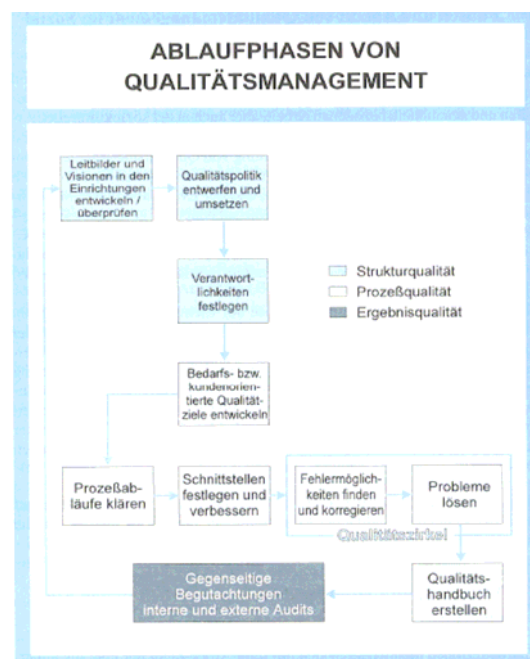 ABLAUFPHASEN VON
QUALITÄTSMANAGEMENT
Leitbilder und
Visionen in den
Einrichtungen
entwickeln /
überprüfen
Qualitätspolitik
entwerfen und
umsetzen
Verantwort-
lichkeiten
festlegen
Strukturqualität
Prozeßqualität
Ergebnisqualität
Bedarfs- bzw.
kundenorien-
tierte Qualität-
ziele entwickeln
Prozeßab-
läufe klären
Schnittstellen
festlegen und
verbessern
Fehlermöglich-
keiten finden
und korregieren
Probleme
lösen
Qualitätszirkel
Gegenseitige
Begutachtungen
interne und externe Audits
Qualitäts-
handbuch
erstellen